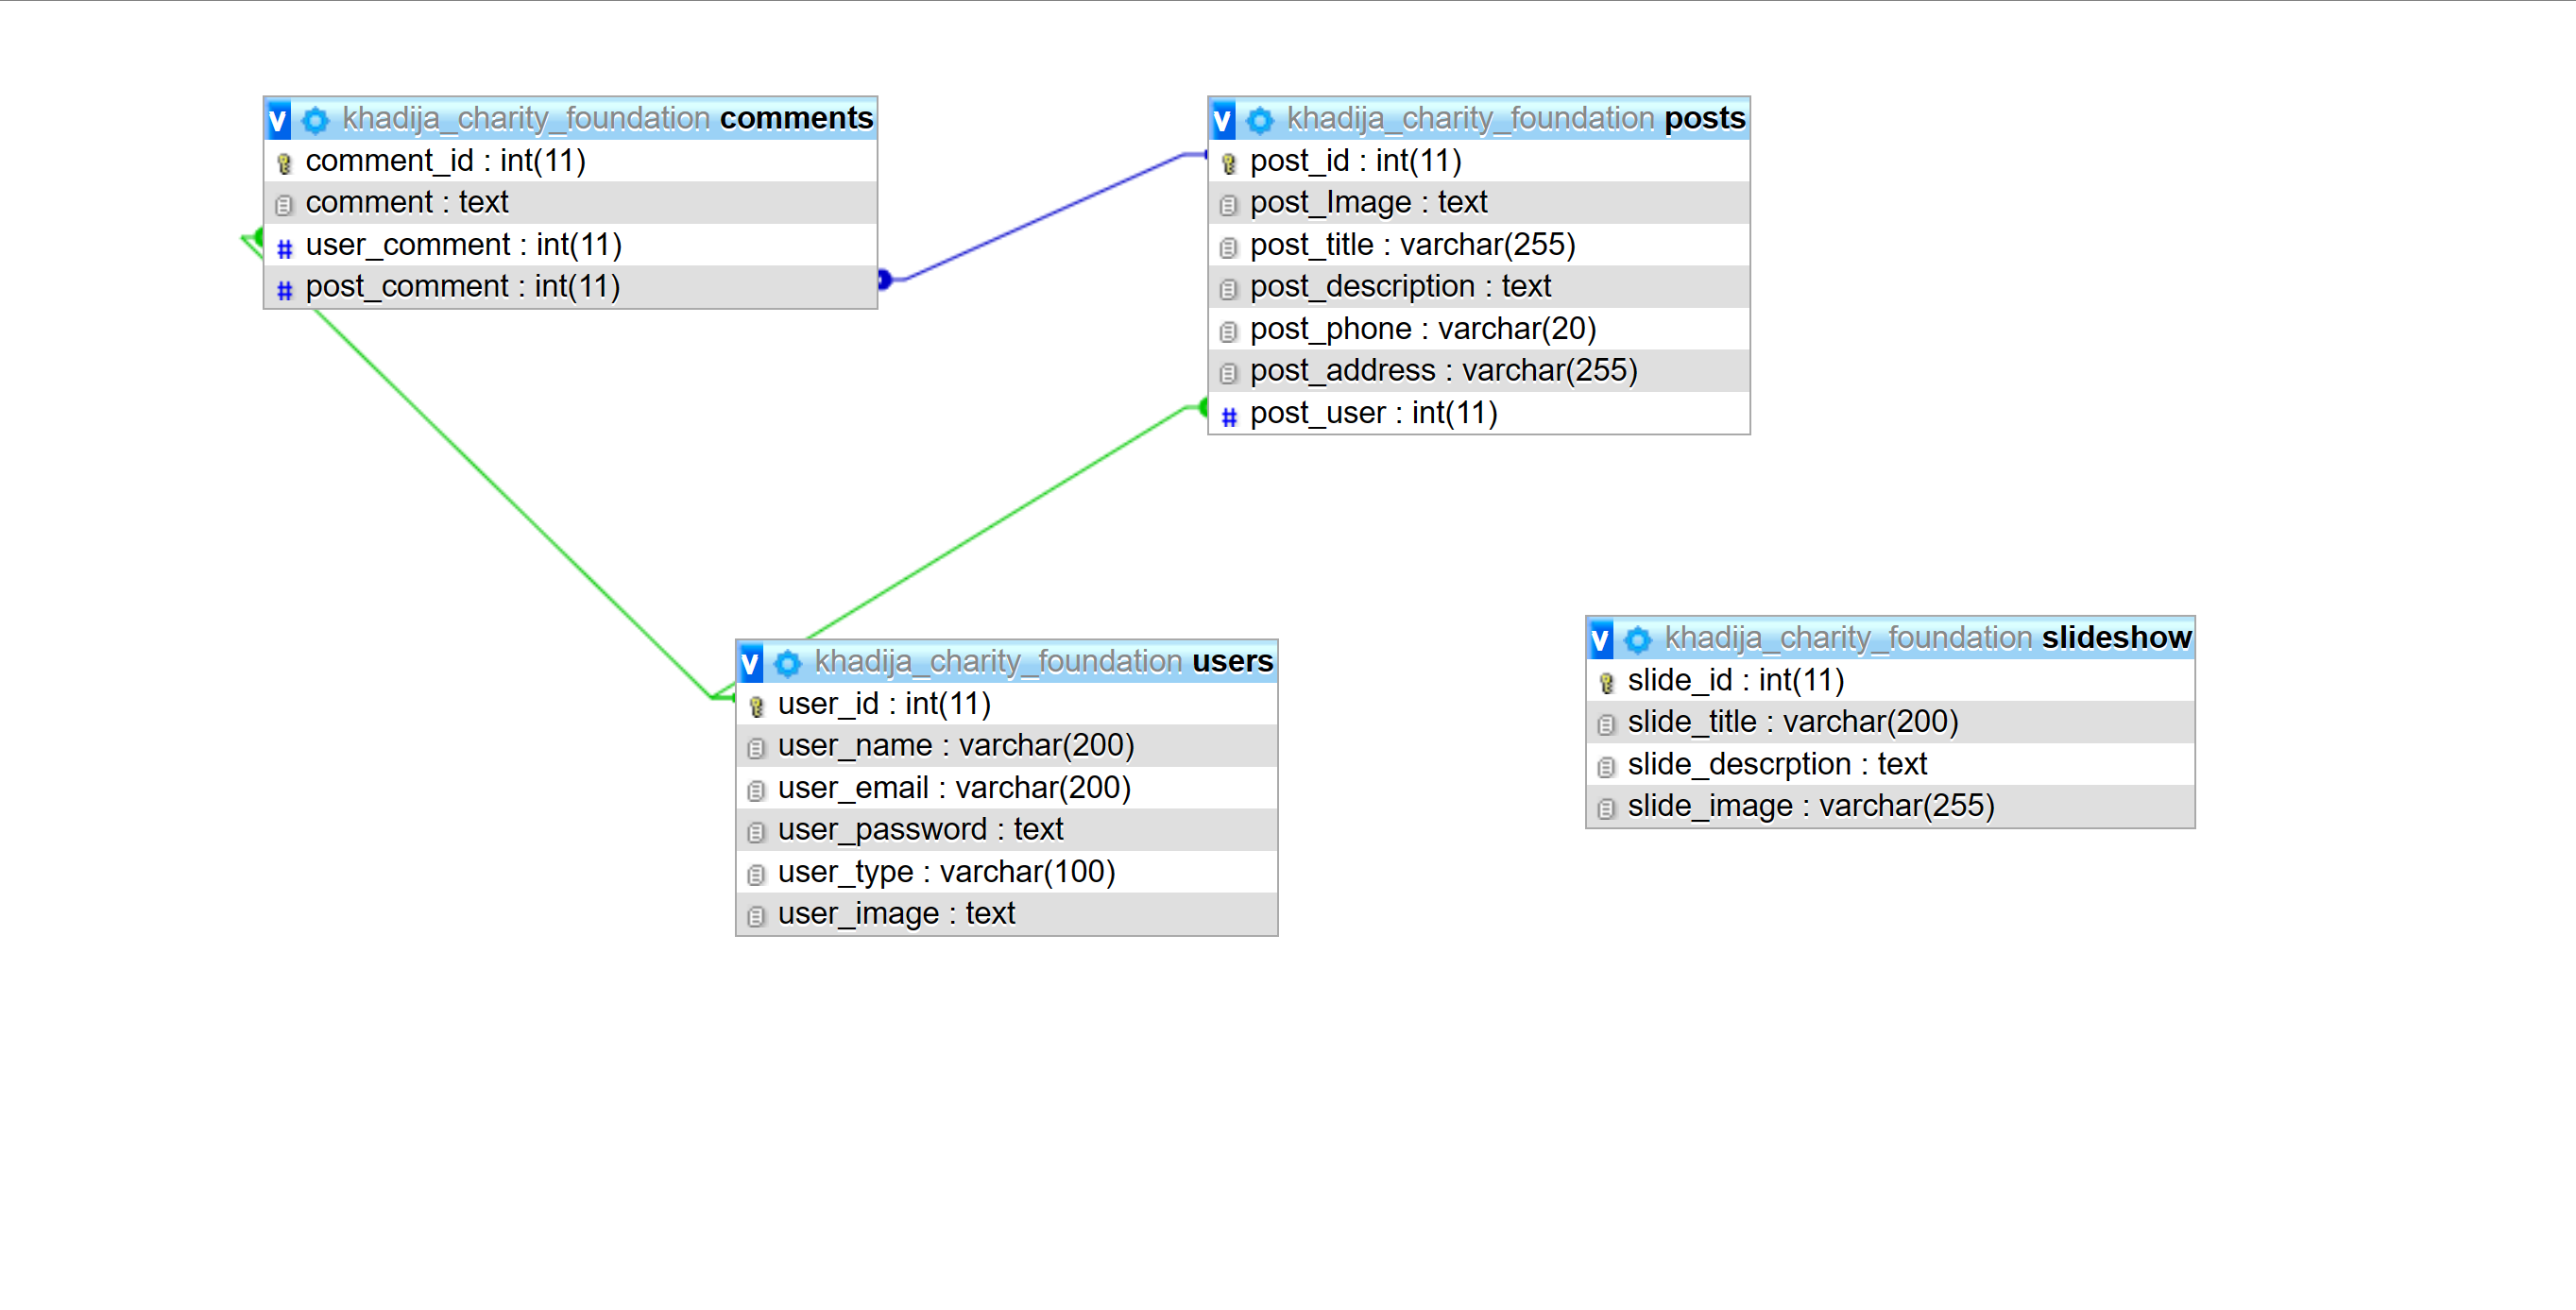 v khadija_charity_foundation comments
comment_id : int(11)
comment : text
# user_comment : int(11)
# post_comment : int(11)
v khadija_charity_foundation posts
post_id : int(11)
post_Image : text
post_title : varchar(255)
post_description : text
post_phone : varchar(20)
post_address : varchar(255)
# post_user : int(11)
v khadija_charity_foundation users
user_id : int(11)
user_name : varchar(200)
user_email : varchar(200)
user_password : text
user_type : varchar(100)
user_image : text
v khadija_charity_foundation slideshow
slide_id : int(11)
slide_title : varchar(200)
slide_descrption : text
slide_image : varchar(255)